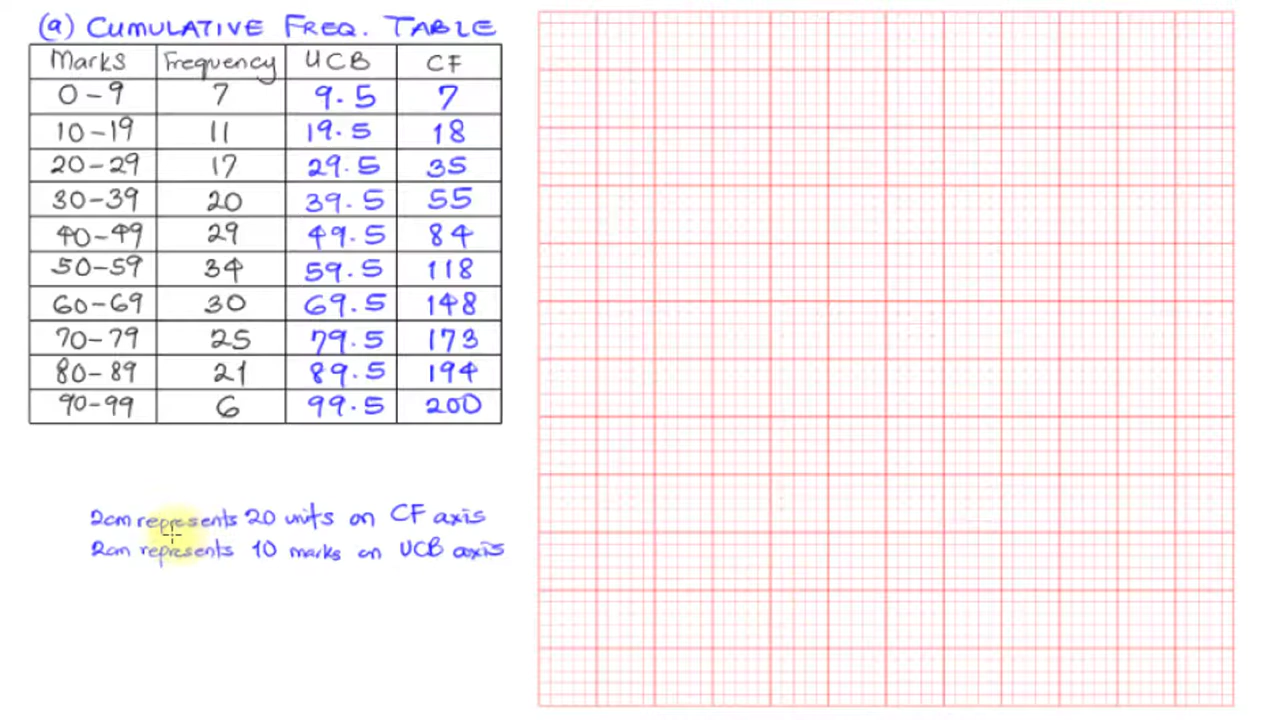 (a) CUMULATIVE FREQ. TABLE
Marks Frequency UCB CF
0-9 7 9.5 7
10-19 11 19.5 18
20-29 17 29.5 35
30-39 20 39.5 55
40-49 29 49.5 84
50-59 34 59.5 118
60-69 30 69.5 148
70-79 25 79.5 173
80-89 21 89.5 194
90-99 6 99.5 200
2cm represents 20 units on CF axis
2cm represents 10 marks on UCB axis